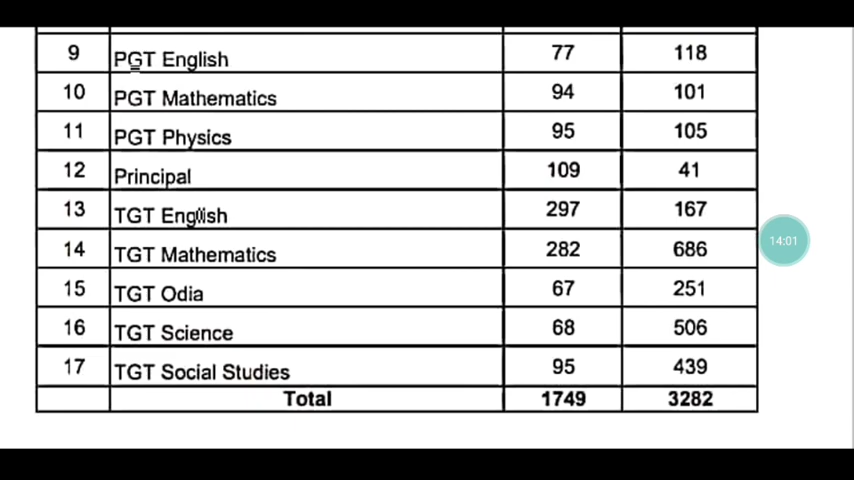 9 PGT English 77 118
10 PGT Mathematics 94 101
11 PGT Physics 95 105
12 Principal 109 41
13 TGT English 297 167
14 TGT Mathematics 282 686
15 TGT Odia 67 251
16 TGT Science 68 506
17 TGT Social Studies 95 439
Total 1749 3282
14:01